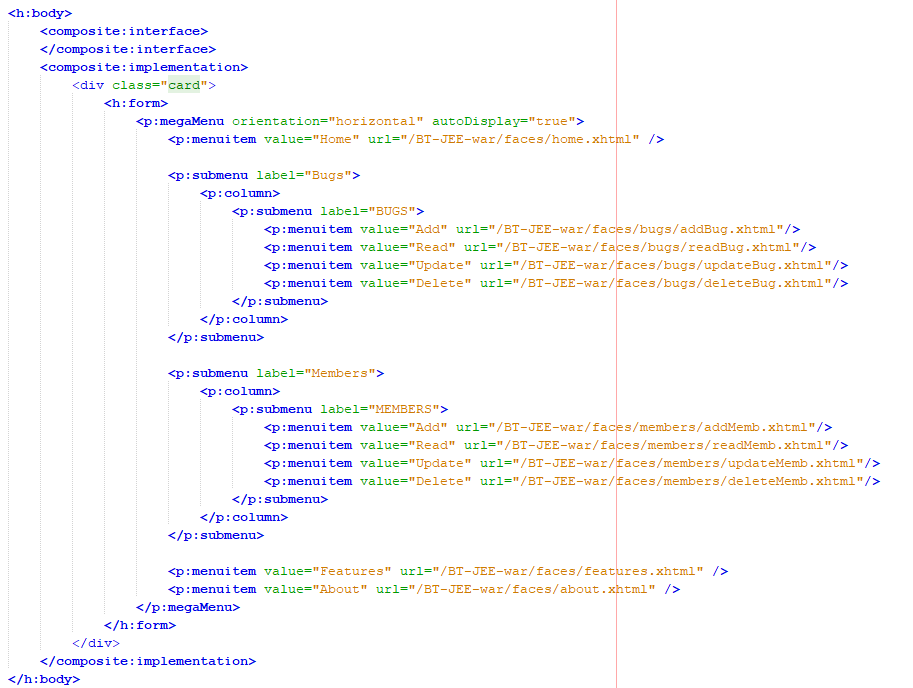 <h:body>
<composite:interface>
</composite:interface>
<composite:implementation>
<div class="card">
<h:form>
<p:megaMenu orientation="horizontal" autoDisplay="true">
<p:menuitem value="Home" url="/BT-JEE-war/faces/home.xhtml" />
<p:submenu label="Bugs">
<p:column>
<p:submenu label="BUGS">
<p:menuitem value="Add" url="/BT-JEE-war/faces/bugs/addBug.xhtml"/>
<p:menuitem value="Read" url="/BT-JEE-war/faces/bugs/readBug.xhtml"/>
<p:menuitem value="Update" url="/BT-JEE-war/faces/bugs/updateBug.xhtml"/>
<p:menuitem value="Delete" url="/BT-JEE-war/faces/bugs/deleteBug.xhtml"/>
</p:submenu>
</p:column>
</p:submenu>
<p:submenu label="Members">
<p:column>
<p:submenu label="MEMBERS">
<p:menuitem value="Add" url="/BT-JEE-war/faces/members/addMemb.xhtml"/>
<p:menuitem value="Read" url="/BT-JEE-war/faces/members/readMemb.xhtml"/>
<p:menuitem value="Update" url="/BT-JEE-war/faces/members/updateMemb.xhtml"/>
<p:menuitem value="Delete" url="/BT-JEE-war/faces/members/deleteMemb.xhtml"/>
</p:submenu>
</p:column>
</p:submenu>
<p:menuitem value="Features" url="/BT-JEE-war/faces/features.xhtml" />
<p:menuitem value="About" url="/BT-JEE-war/faces/about.xhtml" />
</p:megaMenu>
</h:form>
</div>
</composite:implementation>
</h:body>